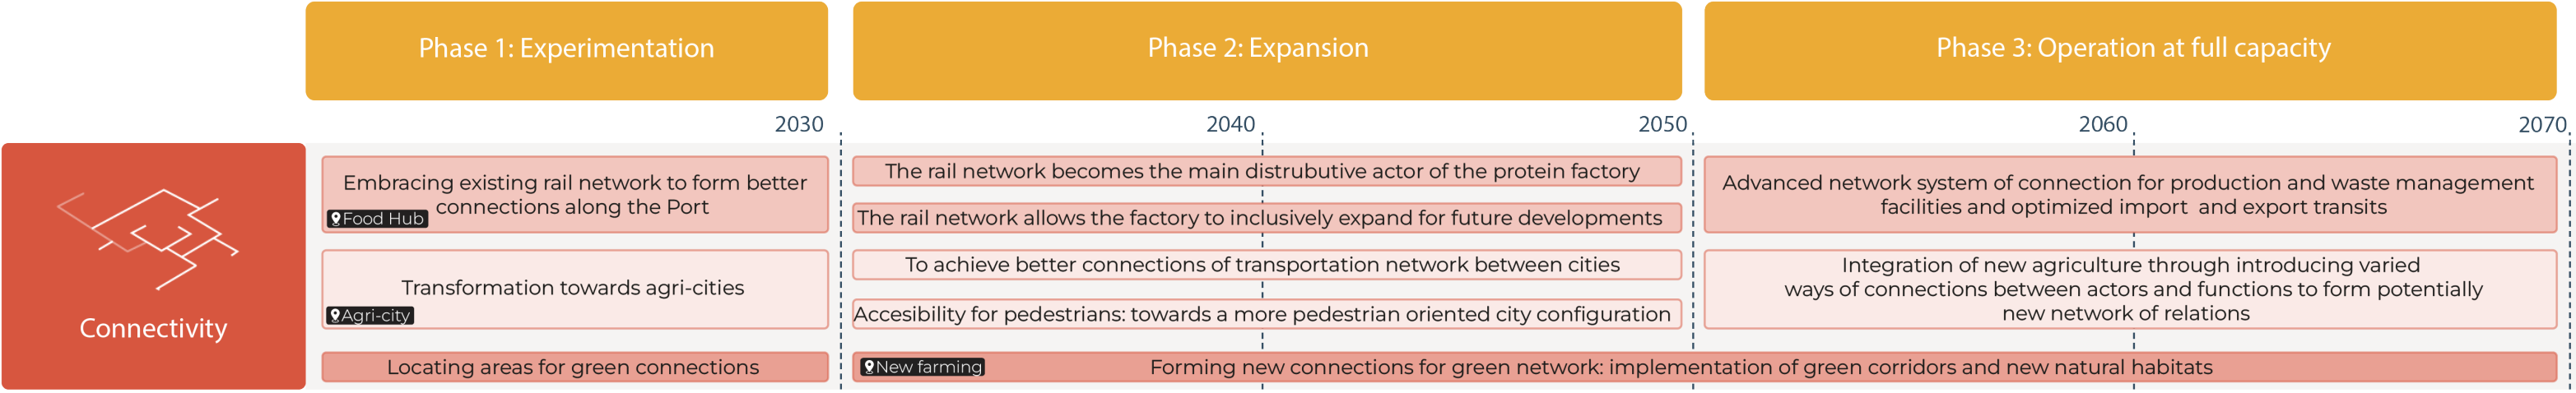 Phase 1: Experimentation
Phase 2: Expansion
Phase 3: Operation at full capacity
2030
2040
2050
2060
2070
Connectivity
Embracing existing rail network to form better
connections along the Port
Food Hub
Transformation towards agri-cities
Agri-city
Locating areas for green connections
The rail network becomes the main distrubutive actor of the protein factory
The rail network allows the factory to inclusively expand for future developments
To achieve better connections of transportation network between cities
Accesibility for pedestrians: towards a more pedestrian oriented city configuration
New farming
Forming new connections for green network: implementation of green corridors and new natural habitats
Advanced network system of connection for production and waste management
facilities and optimized import and export transits
Integration of new agriculture through introducing varied
ways of connections between actors and functions to form potentially
new network of relations